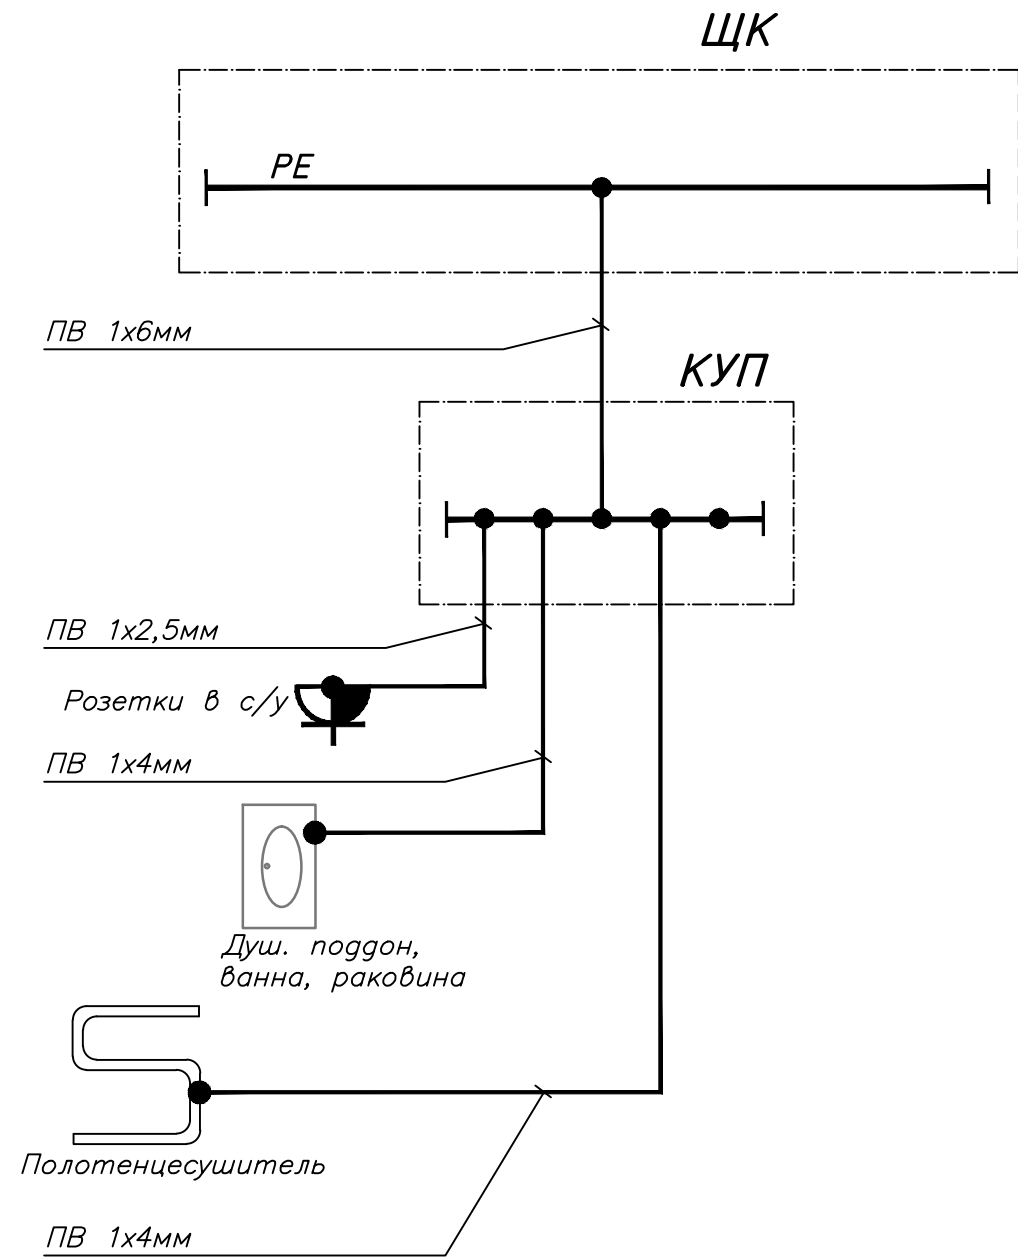 ЩК
PE
ПВ 1х6мм
КУП
ПВ 1х2,5мм
Розетки в с/у
ПВ 1х4мм
Душ. поддон,
ванна, раковина
Полотенцесушитель
ПВ 1х4мм